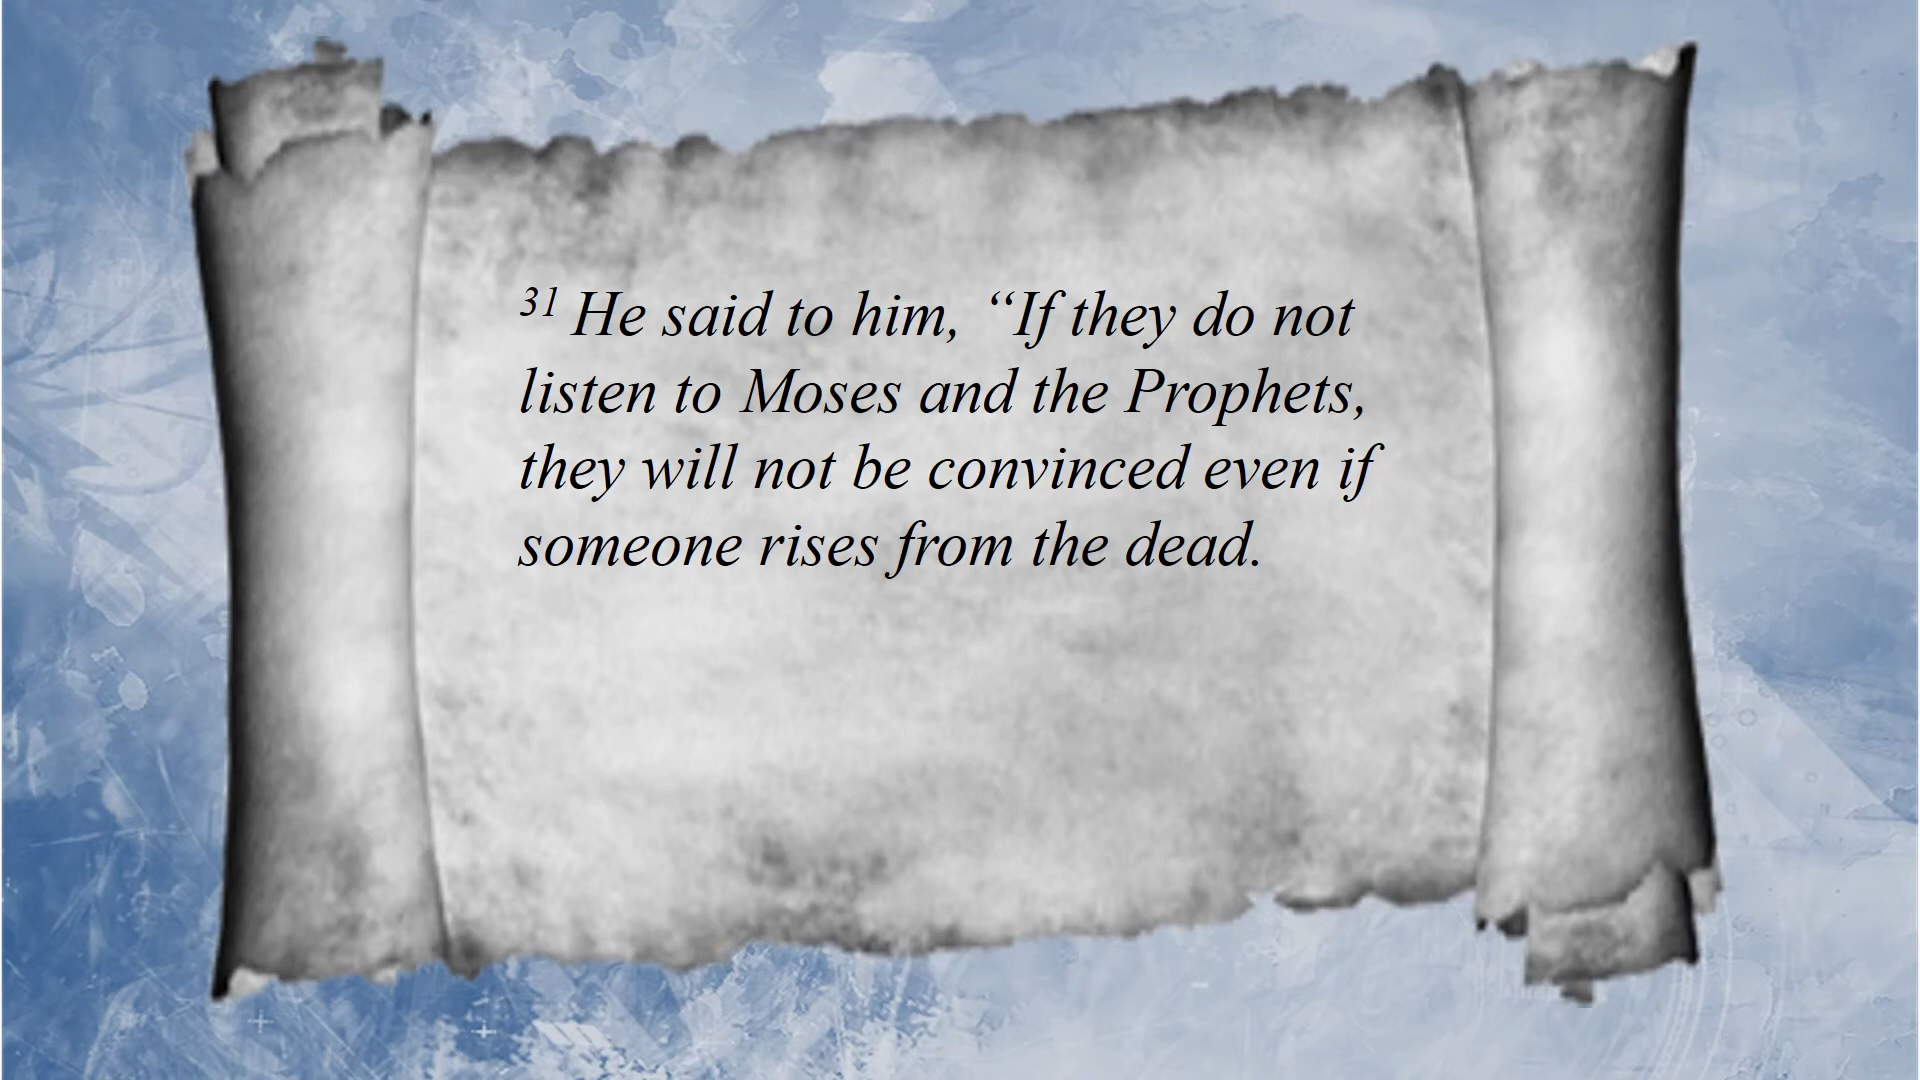 31 He said to him, “If they do not
listen to Moses and the Prophets,
they will not be convinced even if
someone rises from the dead.